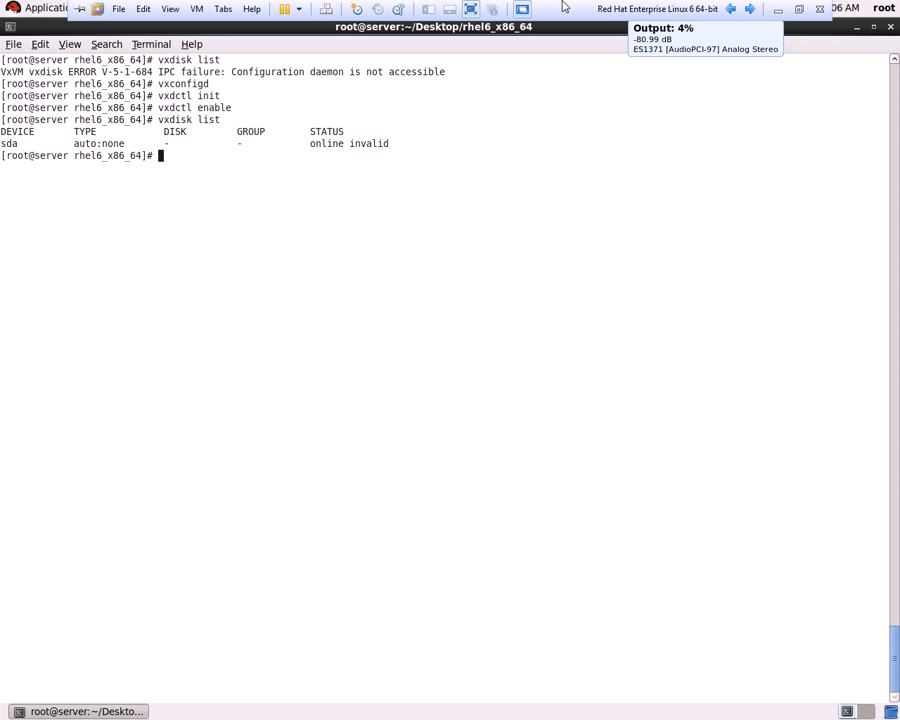 Applicatio File Edit View VM Tabs Help Red Hat Enterprise Linux 6 64-bit 06 AM root
root@server:~/Desktop/rhel6_x86_64
Output: 4%
-80.99 dB
ES1371 [AudioPCI-97] Analog Stereo
File Edit View Search Terminal Help
[root@server rhel6_x86_64]# vxdisk list
VxVM vxdisk ERROR V-5-1-684 IPC failure: Configuration daemon is not accessible
[root@server rhel6_x86_64]# vxconfigd
[root@server rhel6_x86_64]# vxdctl init
[root@server rhel6_x86_64]# vxdctl enable
[root@server rhel6_x86_64]# vxdisk list
DEVICE TYPE DISK GROUP STATUS
sda auto:none - - online invalid
[root@server rhel6_x86_64]#
root@server:~/Deskto...